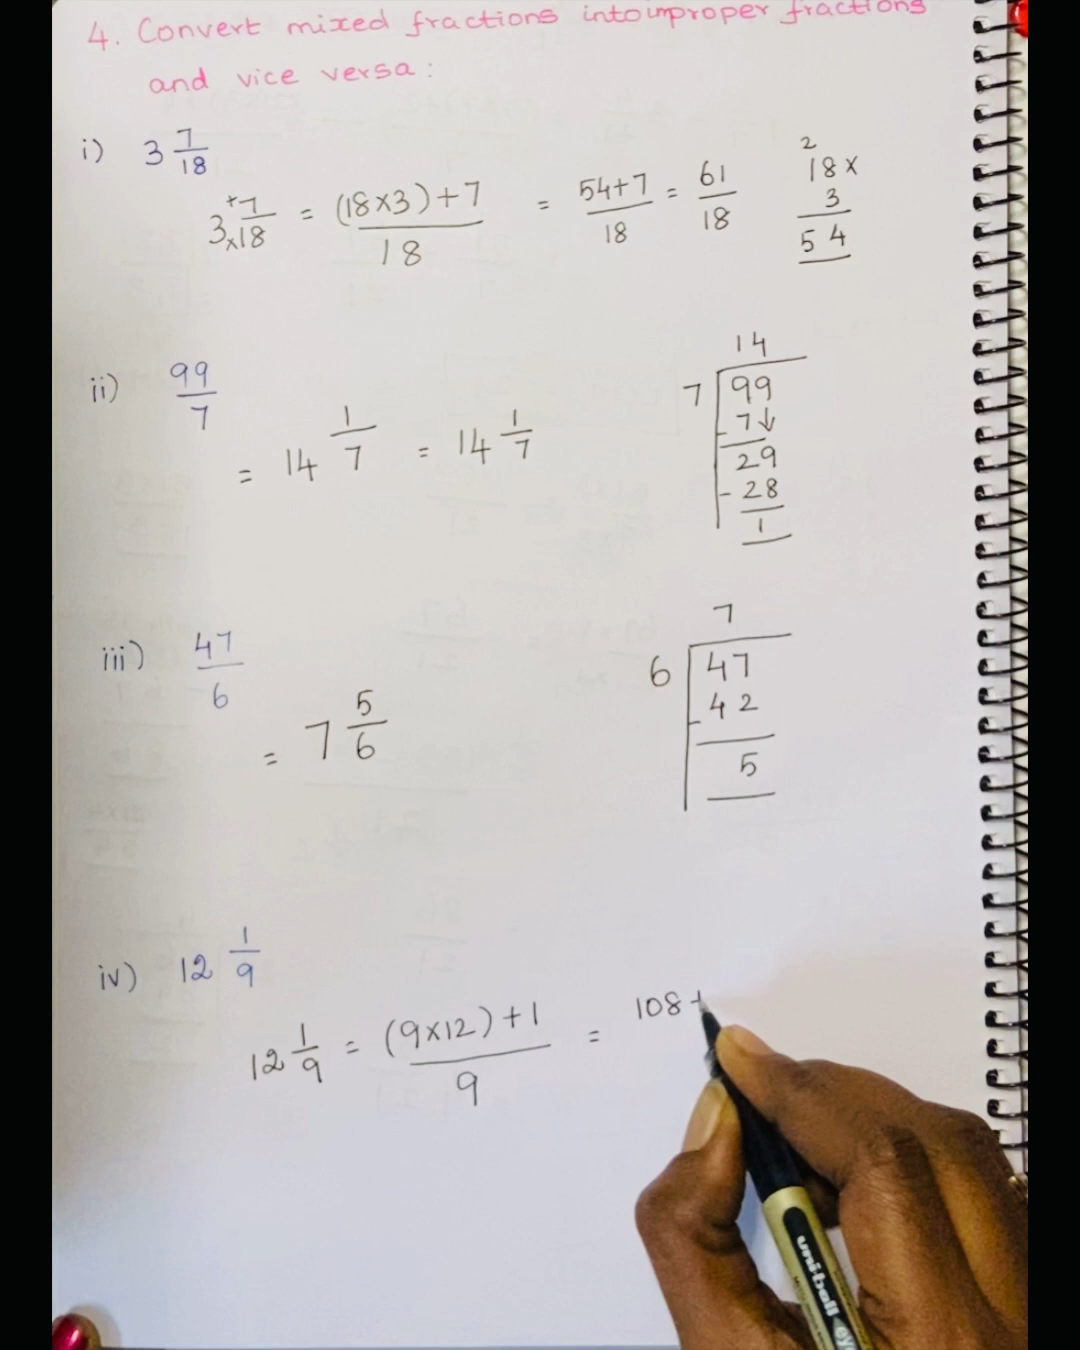 4. Convert mixed fractions into improper fractions
and vice versa :
i) 3 7/18
3 +7/×18 = (18×3)+7/18 = 54+7/18 = 61/18
2
18×
3
54
ii) 99/7
= 14 1/7 = 14 1/7
14
7 99
- 7↓
29
- 28
1
iii) 47/6
= 7 5/6
7
6 47
- 42
5
iv) 12 1/9
12 1/9 = (9×12)+1/9 = 108 +
uni-ball eye